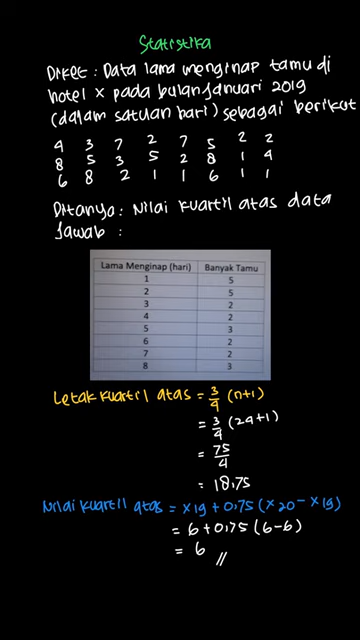 Statistika
Diket : Data lama menginap tamu di
hotel X pada bulan Januari 2019
(dalam satuan hari) sebagai berikut
4 3 7 2 7 5 2 2
8 5 3 5 2 8 1 4
6 8 2 1 1 6 1 1
Ditanya : Nilai kuartil atas data
Jawab :
Lama Menginap (hari) Banyak Tamu
1 5
2 5
3 2
4 2
5 3
6 2
7 2
8 3
Letak kuartil atas = 3/4 (n+1)
= 3/4 (24+1)
= 75/4
= 18,75
Nilai kuartil atas = x19 + 0,75 (x20 - x19)
= 6 + 0,75 (6-6)
= 6 //